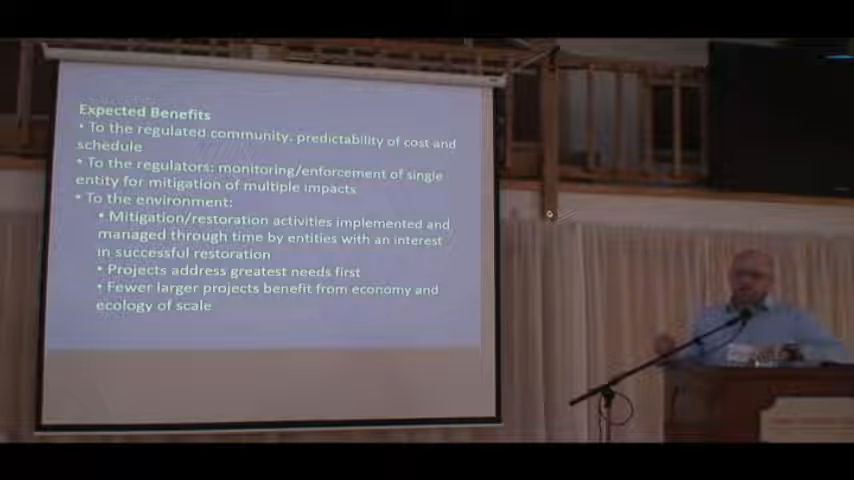 Expected Benefits
• To the regulated community, predictability of cost and
schedule
• To the regulators: monitoring/enforcement of single
entity for mitigation of multiple impacts
• To the environment:
• Mitigation/restoration activities implemented and
managed through time by entities with an interest
in successful restoration
• Projects address greatest needs first
• Fewer larger projects benefit from economy and
ecology of scale